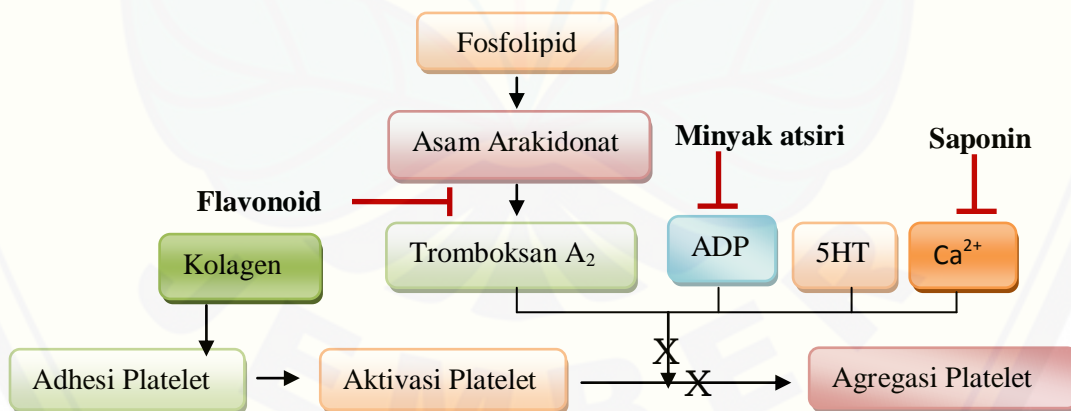 Fosfolipid
Asam Arakidonat
Minyak atsiri
Saponin
Flavonoid
Kolagen
Tromboksan A₂
ADP
5HT
Ca²⁺
X
X
Adhesi Platelet
Aktivasi Platelet
Agregasi Platelet